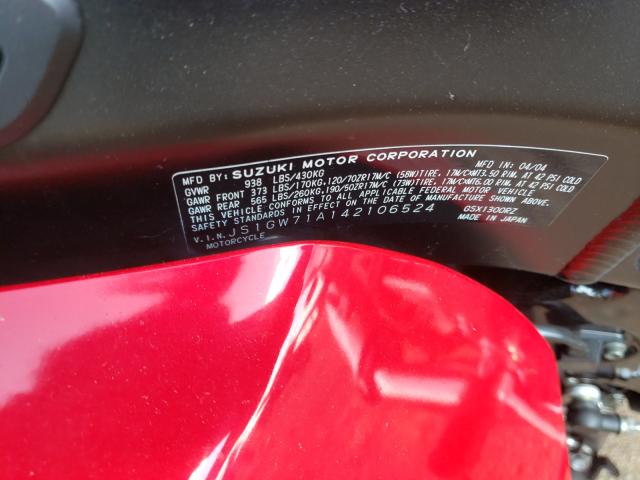 MFD BY: SUZUKI MOTOR CORPORATION MFD IN: 04/04
GVWR 938 LBS/430KG
GAWR FRONT 373 LBS/170KG,120/70ZR17M/C (58W)TIRE, 17M/CxMT3.50 RIM, AT 42 PSI COLD
GAWR REAR 565 LBS/260KG,190/50ZR17M/C (73W)TIRE, 17M/CxMT6.00 RIM, AT 42 PSI COLD
THIS VEHICLE CONFORMS TO ALL APPLICABLE FEDERAL MOTOR VEHICLE
SAFETY STANDARDS IN EFFECT ON THE DATE OF MANUFACTURE SHOWN ABOVE.
V.I.N. JS1GW71A142106524 GSX1300RZ
MOTORCYCLE MADE IN JAPAN